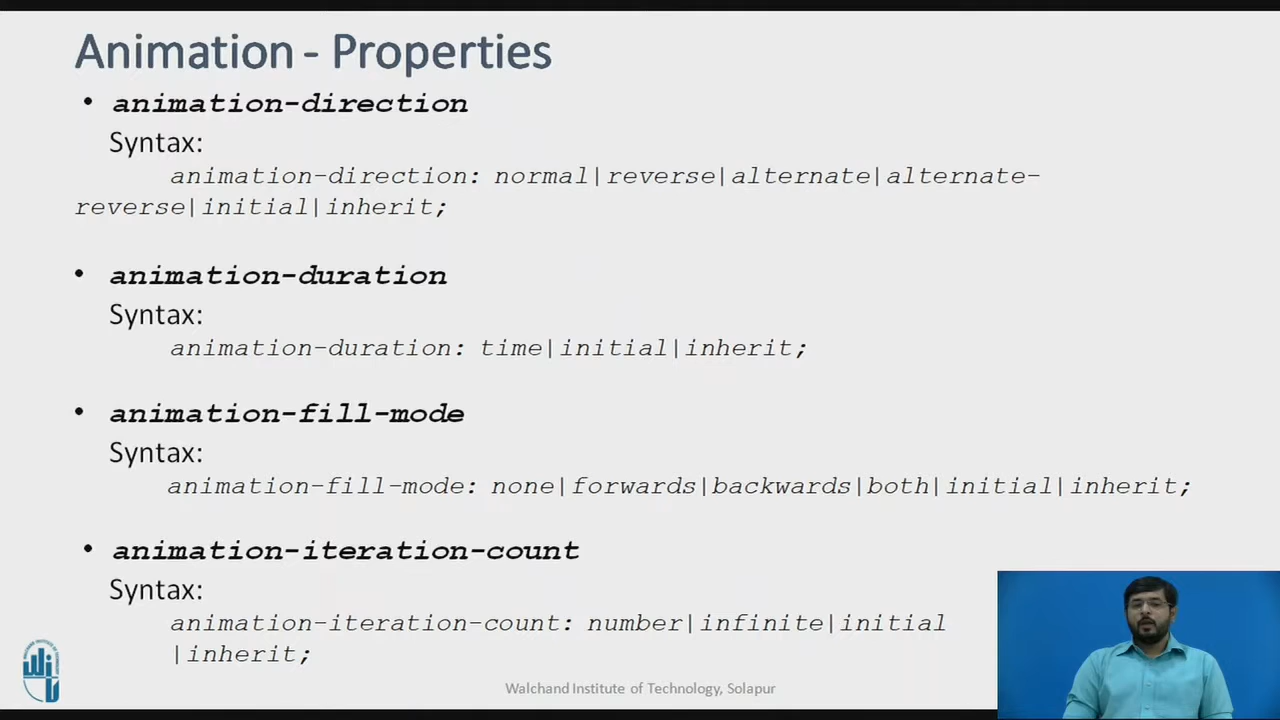 Animation - Properties
• animation-direction
Syntax:
animation-direction: normal|reverse|alternate|alternate-
reverse|initial|inherit;
• animation-duration
Syntax:
animation-duration: time|initial|inherit;
• animation-fill-mode
Syntax:
animation-fill-mode: none|forwards|backwards|both|initial|inherit;
• animation-iteration-count
Syntax:
animation-iteration-count: number|infinite|initial
|inherit;
Walchand Institute of Technology, Solapur